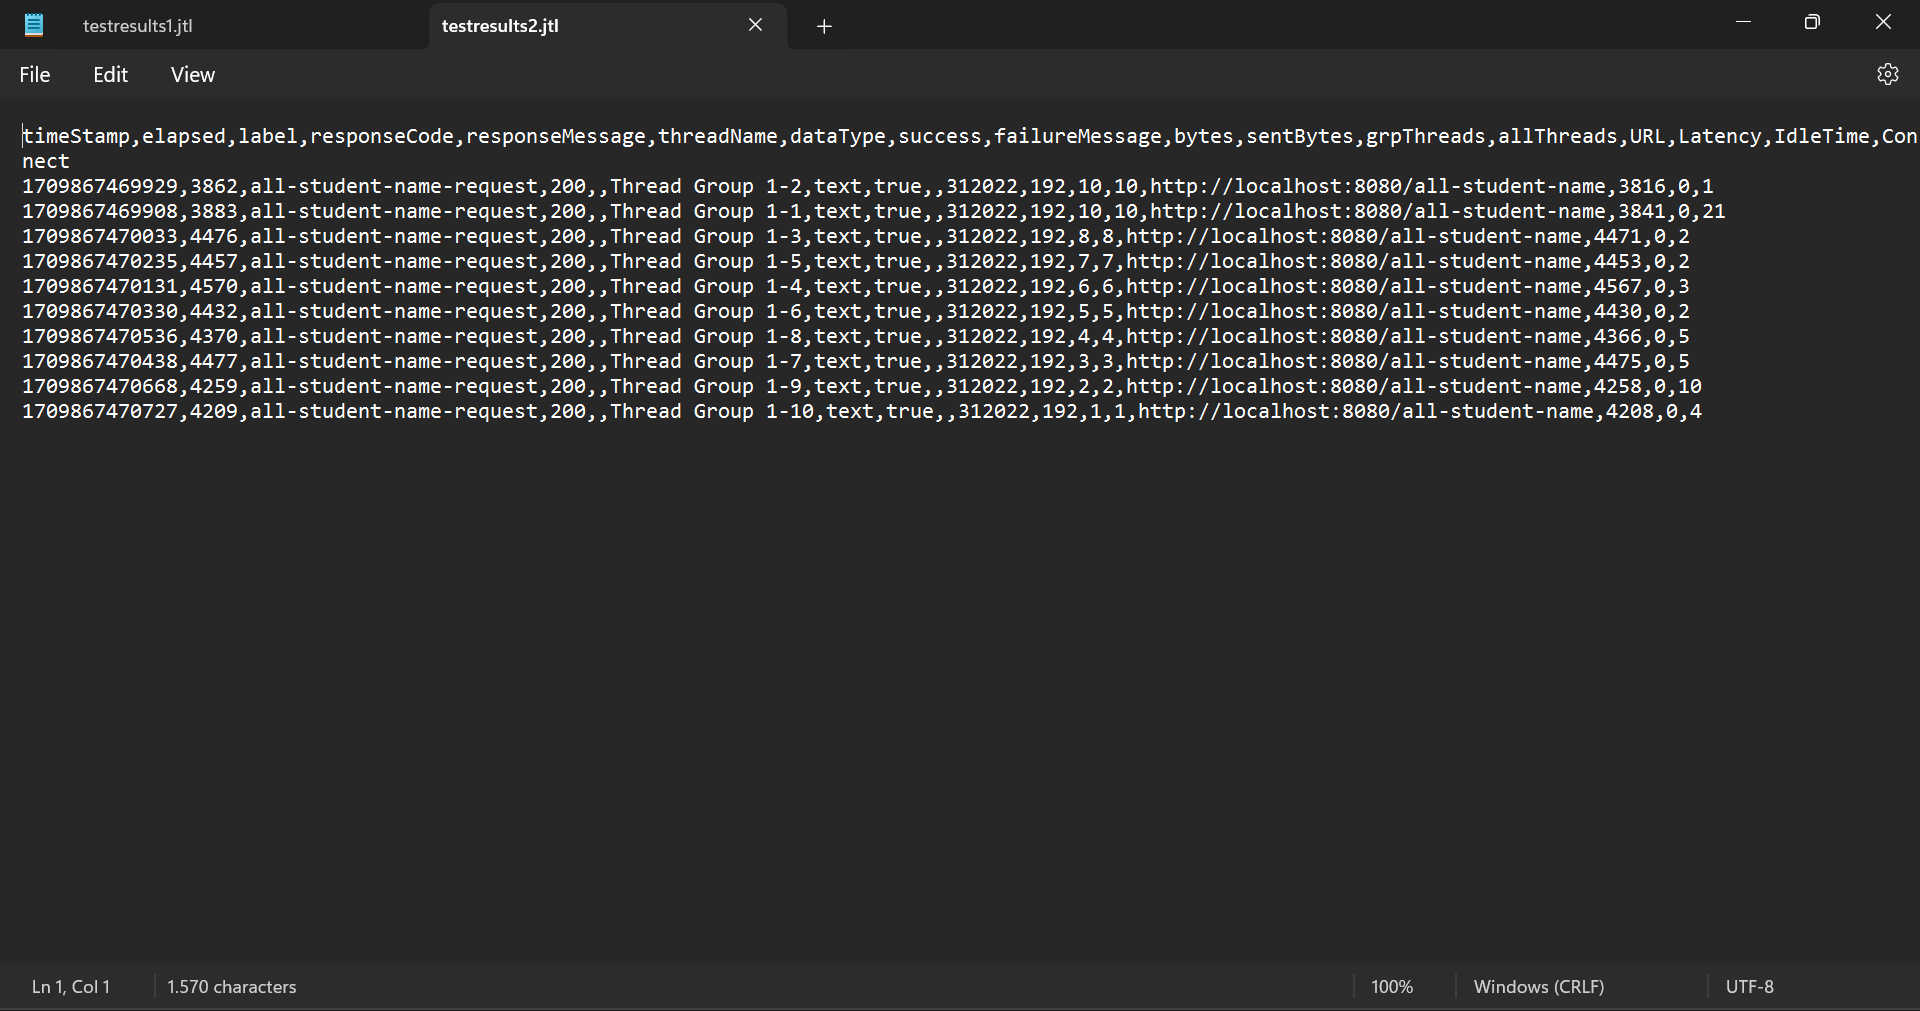 testresults1.jtl
testresults2.jtl
File Edit View
timeStamp,elapsed,label,responseCode,responseMessage,threadName,dataType,success,failureMessage,bytes,sentBytes,grpThreads,allThreads,URL,Latency,IdleTime,Con
nect
1709867469929,3862,all-student-name-request,200,,Thread Group 1-2,text,true,,312022,192,10,10,http://localhost:8080/all-student-name,3816,0,1
1709867469908,3883,all-student-name-request,200,,Thread Group 1-1,text,true,,312022,192,10,10,http://localhost:8080/all-student-name,3841,0,21
1709867470033,4476,all-student-name-request,200,,Thread Group 1-3,text,true,,312022,192,8,8,http://localhost:8080/all-student-name,4471,0,2
1709867470235,4457,all-student-name-request,200,,Thread Group 1-5,text,true,,312022,192,7,7,http://localhost:8080/all-student-name,4453,0,2
1709867470131,4570,all-student-name-request,200,,Thread Group 1-4,text,true,,312022,192,6,6,http://localhost:8080/all-student-name,4567,0,3
1709867470330,4432,all-student-name-request,200,,Thread Group 1-6,text,true,,312022,192,5,5,http://localhost:8080/all-student-name,4430,0,2
1709867470536,4370,all-student-name-request,200,,Thread Group 1-8,text,true,,312022,192,4,4,http://localhost:8080/all-student-name,4366,0,5
1709867470438,4477,all-student-name-request,200,,Thread Group 1-7,text,true,,312022,192,3,3,http://localhost:8080/all-student-name,4475,0,5
1709867470668,4259,all-student-name-request,200,,Thread Group 1-9,text,true,,312022,192,2,2,http://localhost:8080/all-student-name,4258,0,10
1709867470727,4209,all-student-name-request,200,,Thread Group 1-10,text,true,,312022,192,1,1,http://localhost:8080/all-student-name,4208,0,4
Ln 1, Col 1 1.570 characters 100% Windows (CRLF) UTF-8